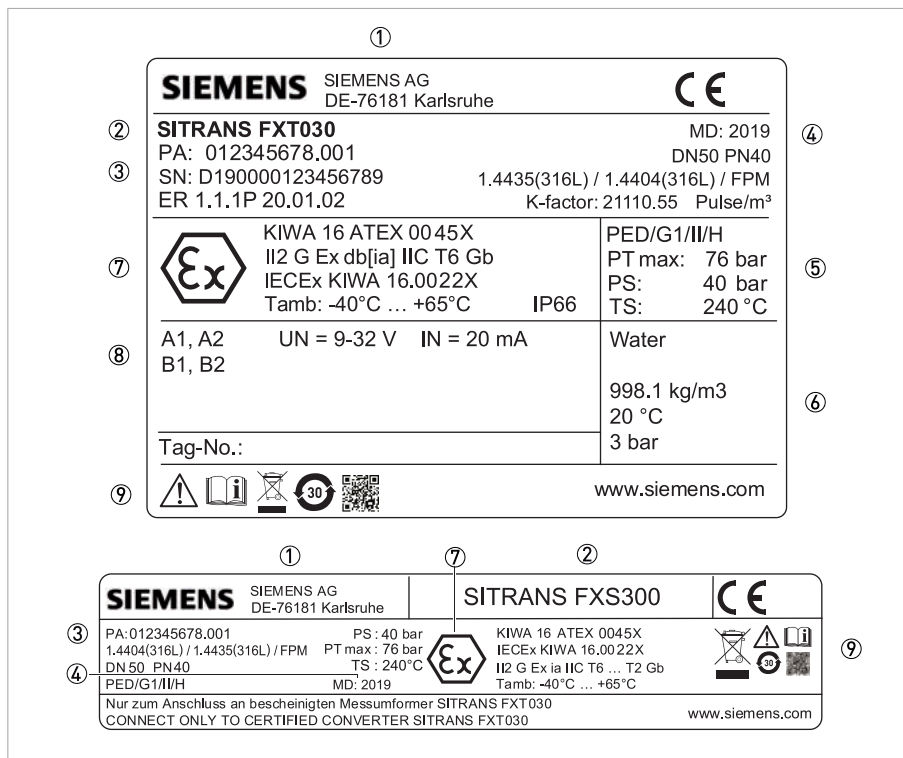 ①
SIEMENS SIEMENS AG
DE-76181 Karlsruhe
CE
② SITRANS FXT030 MD: 2019 ④
PA: 012345678.001 DN50 PN40
③ SN: D190000123456789 1.4435(316L) / 1.4404(316L) / FPM
ER 1.1.1P 20.01.02 K-factor: 21110.55 Pulse/m³
⑦ Ex
KIWA 16 ATEX 0045X
II2 G Ex db[ia] IIC T6 Gb
IECEx KIWA 16.0022X
Tamb: -40°C ... +65°C IP66
PED/G1/II/H
PT max: 76 bar ⑤
PS: 40 bar
TS: 240 °C
⑧ A1, A2 UN = 9-32 V IN = 20 mA
B1, B2
Water
998.1 kg/m3
20 °C ⑥
3 bar
Tag-No.:
⑨ i 30 www.siemens.com
① ⑦ ②
SIEMENS SIEMENS AG
DE-76181 Karlsruhe
SITRANS FXS300 CE
③ PA:012345678.001 PS : 40 bar
1.4404(316L) / 1.4435(316L) / FPM PT max : 76 bar
DN 50 PN40 TS : 240°C
④ PED/G1/II/H MD: 2019
Ex
KIWA 16 ATEX 0045X
IECEx KIWA 16.0022X
II2 G Ex ia IIC T6 ... T2 Gb
Tamb: -40°C ... +65°C
i 30 ⑨
Nur zum Anschluss an bescheinigten Messumformer SITRANS FXT030
CONNECT ONLY TO CERTIFIED CONVERTER SITRANS FXT030
www.siemens.com